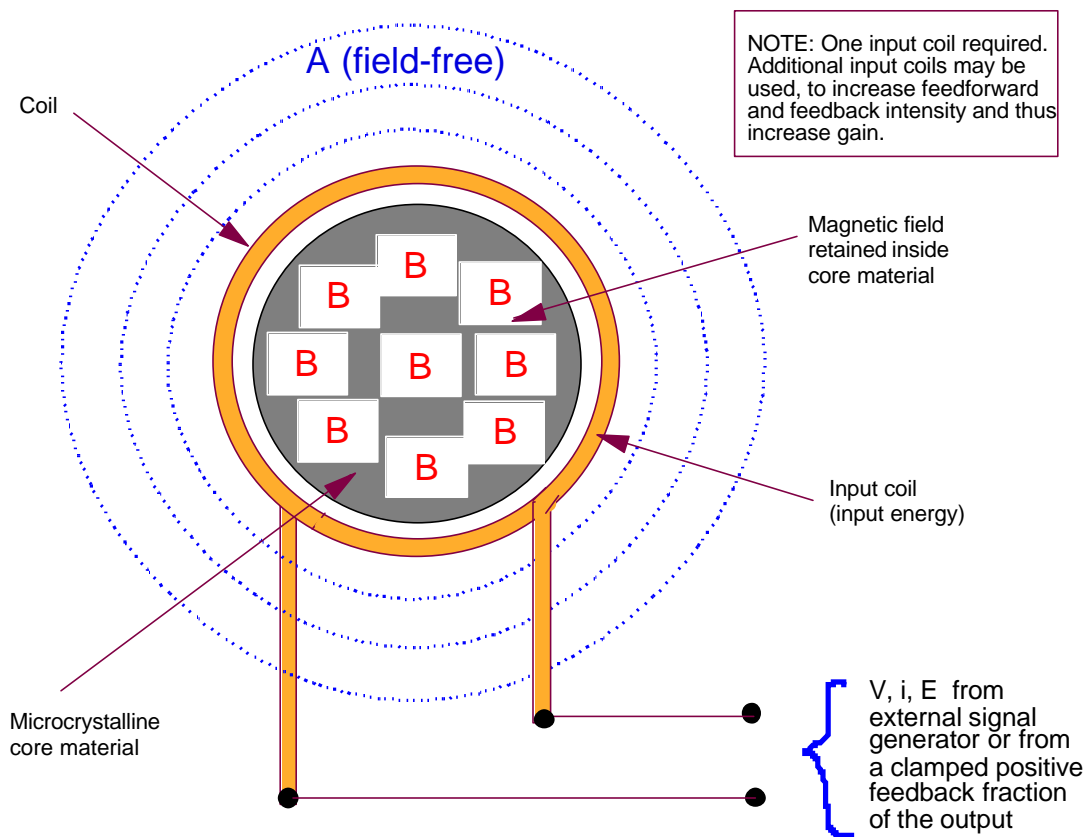 A (field-free)
NOTE: One input coil required.
Additional input coils may be
used, to increase feedforward
and feedback intensity and thus
increase gain.
Coil
Magnetic field
retained inside
core material
B
B
B
B
B
B
B
B
B
Input coil
(input energy)
Microcrystalline
core material
V, i, E from
external signal
generator or from
a clamped positive
feedback fraction
of the output